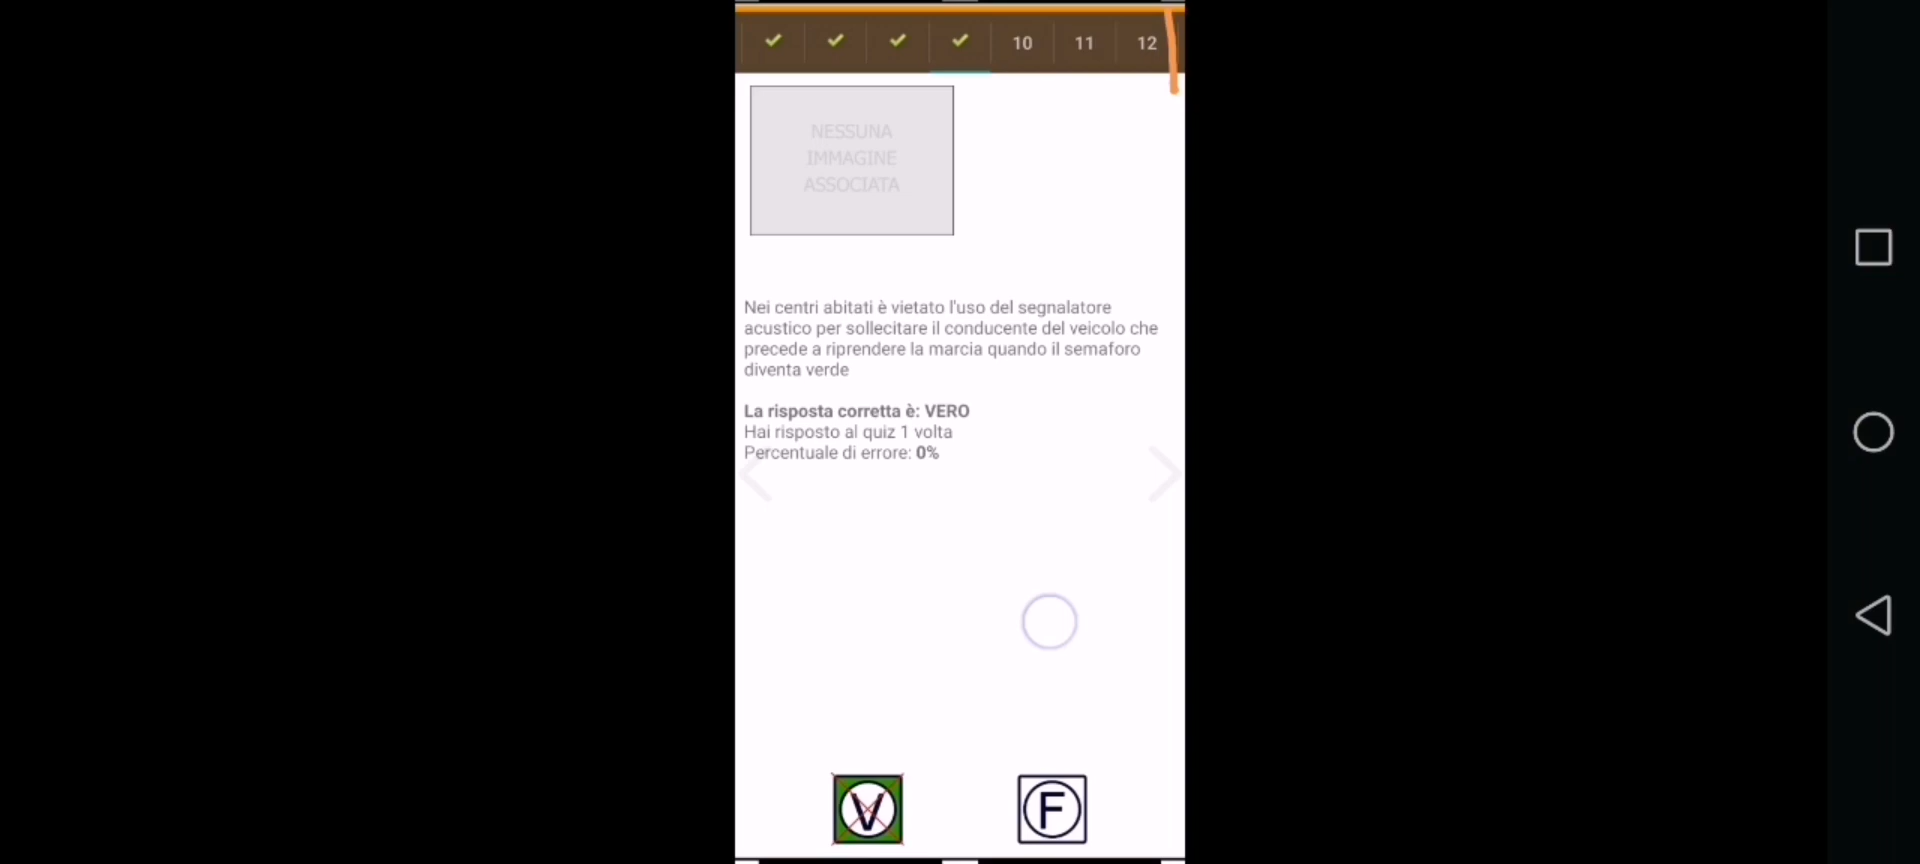 10 11 12
NESSUNA
IMMAGINE
ASSOCIATA
Nei centri abitati è vietato l'uso del segnalatore
acustico per sollecitare il conducente del veicolo che
precede a riprendere la marcia quando il semaforo
diventa verde
La risposta corretta è: VERO
Hai risposto al quiz 1 volta
Percentuale di errore: 0%
V F